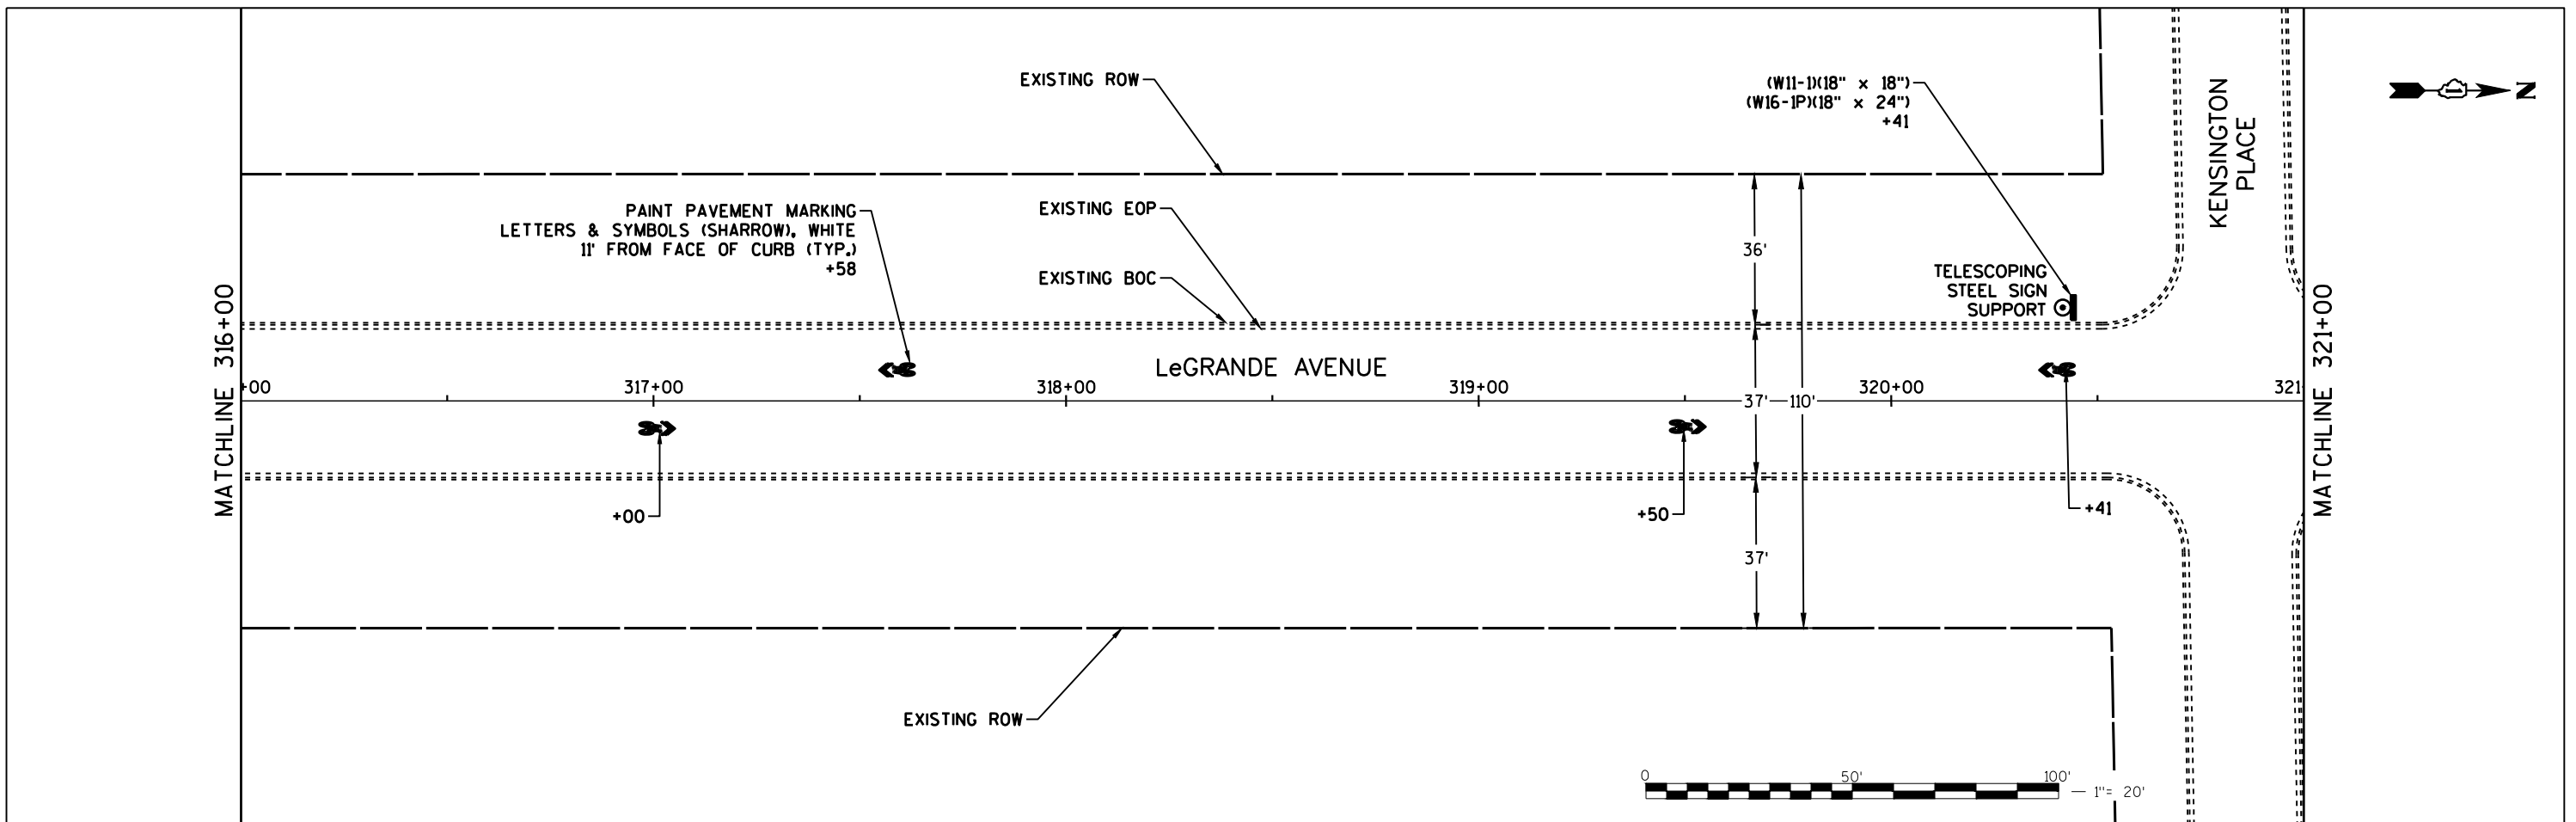 EXISTING ROW
(W11-1)(18" x 18")
(W16-1P)(18" x 24")
+41
KENSINGTON
PLACE
N
PAINT PAVEMENT MARKING
LETTERS & SYMBOLS (SHARROW), WHITE
11' FROM FACE OF CURB (TYP.)
+58
EXISTING EOP
EXISTING BOC
36'
TELESCOPING
STEEL SIGN
SUPPORT
MATCHLINE 316+00
LeGRANDE AVENUE
+00
317+00
318+00
319+00
320+00
321
37'
110'
MATCHLINE 321+00
+00
+50
+41
37'
EXISTING ROW
0
50'
100'
1"= 20'